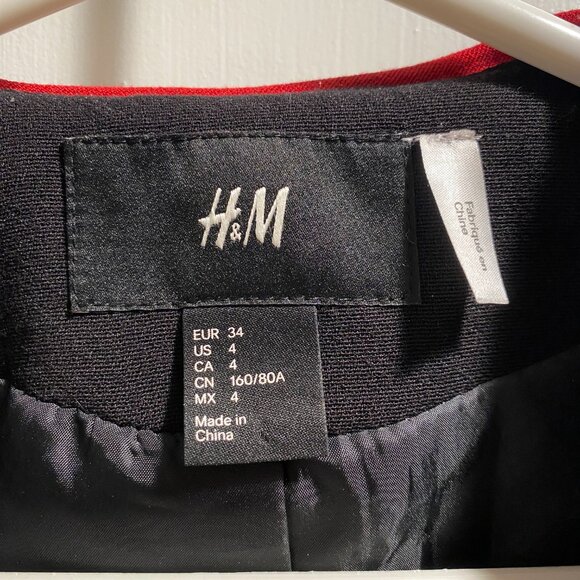 H&M
EUR 34
US 4
CA 4
CN 160/80A
MX 4
Made in
China
Fabriqué en
Chine